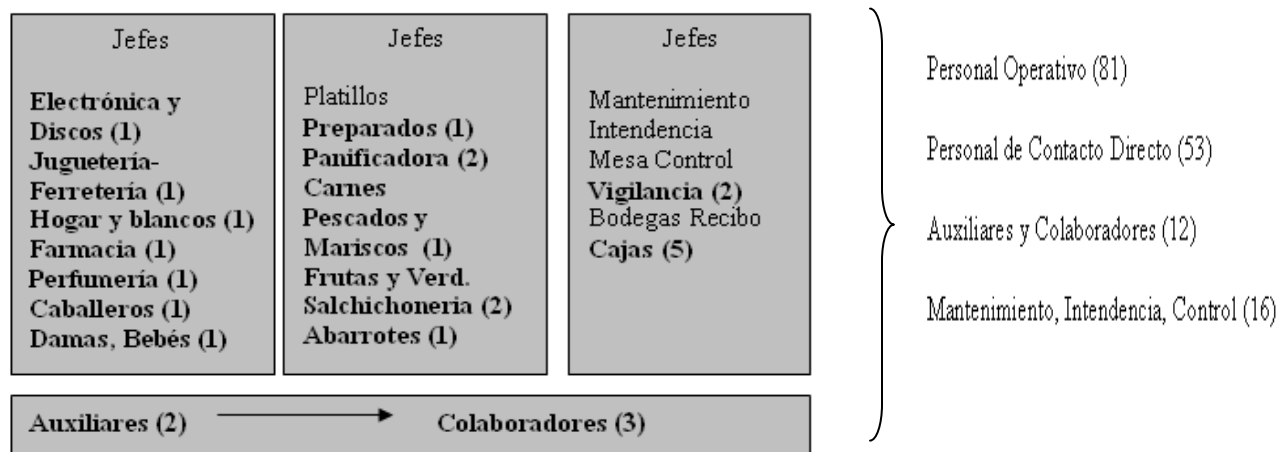 Jefes
Electrónica y
Discos (1)
Juguetería-
Ferretería (1)
Hogar y blancos (1)
Farmacia (1)
Perfumería (1)
Caballeros (1)
Damas, Bebés (1)
Jefes
Platillos
Preparados (1)
Panificadora (2)
Carnes
Pescados y
Mariscos (1)
Frutas y Verd.
Salchichoneria (2)
Abarrotes (1)
Jefes
Mantenimiento
Intendencia
Mesa Control
Vigilancia (2)
Bodegas Recibo
Cajas (5)
Auxiliares (2) Colaboradores (3)
Personal Operativo (81)
Personal de Contacto Directo (53)
Auxiliares y Colaboradores (12)
Mantenimiento, Intendencia, Control (16)